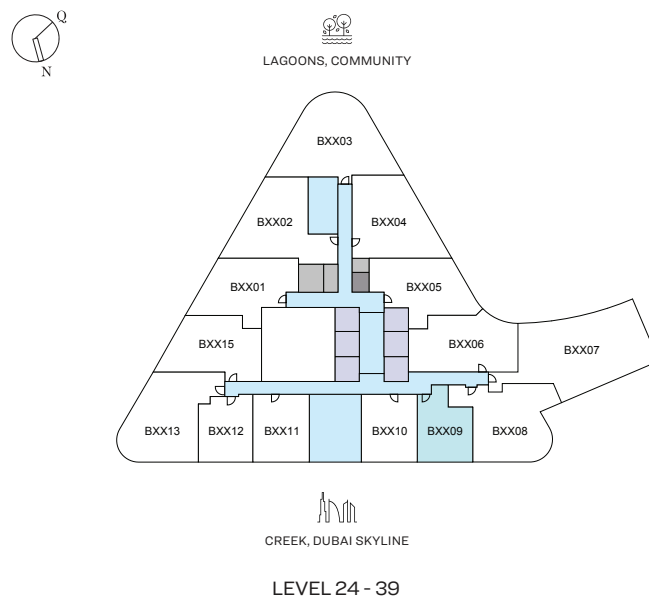 Q
N
LAGOONS, COMMUNITY
BXX03
BXX02
BXX04
BXX01
BXX05
BXX15
BXX06
BXX07
BXX13
BXX12
BXX11
BXX10
BXX09
BXX08
CREEK, DUBAI SKYLINE
LEVEL 24 - 39